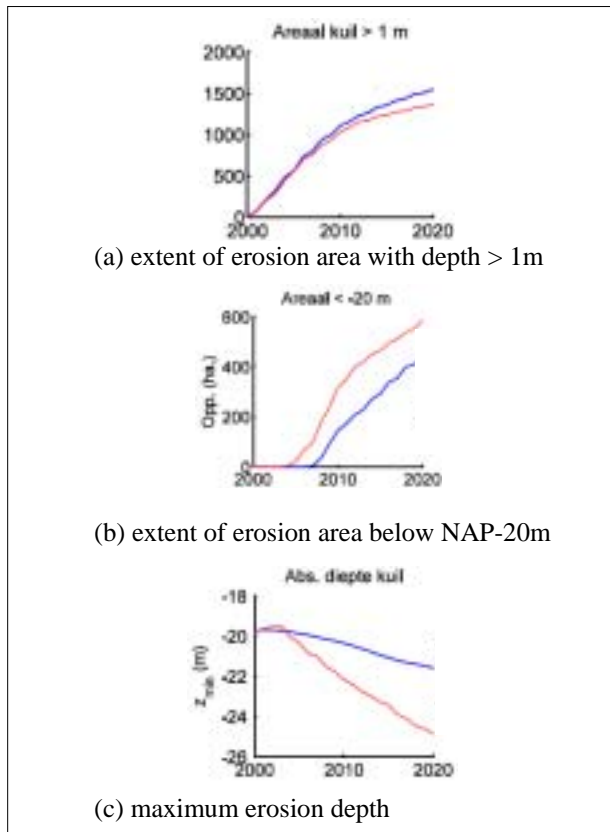 Areaal kuil > 1 m
2000
1500
1000
500
0
2000 2010 2020
(a) extent of erosion area with depth > 1m
Areaal < -20 m
600
400
200
0
Opp. (ha.)
2000 2010 2020
(b) extent of erosion area below NAP-20m
Abs. diepte kuil
-18
-20
-22
-24
-26
z min (m)
2000 2010 2020
(c) maximum erosion depth